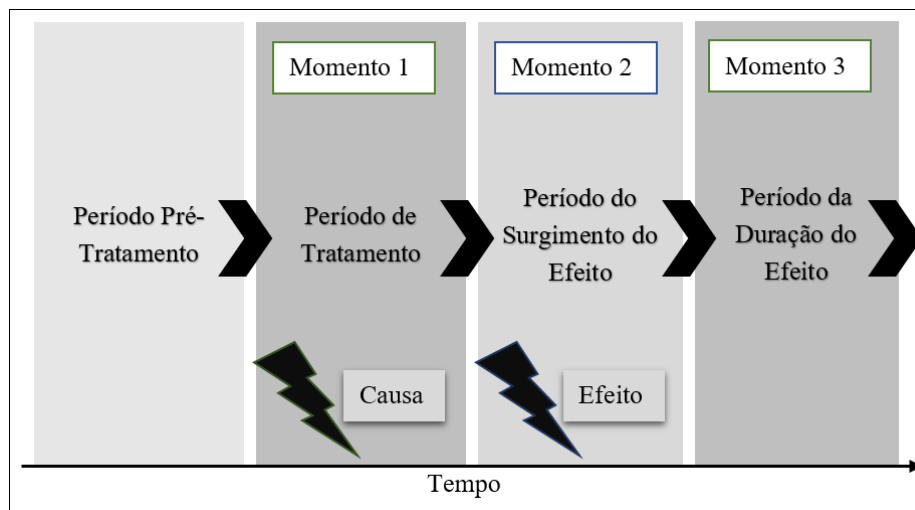 Momento 1
Momento 2
Momento 3
Período Pré-
Tratamento
Período de
Tratamento
Período do
Surgimento do
Efeito
Período da
Duração do
Efeito
Causa
Efeito
Tempo